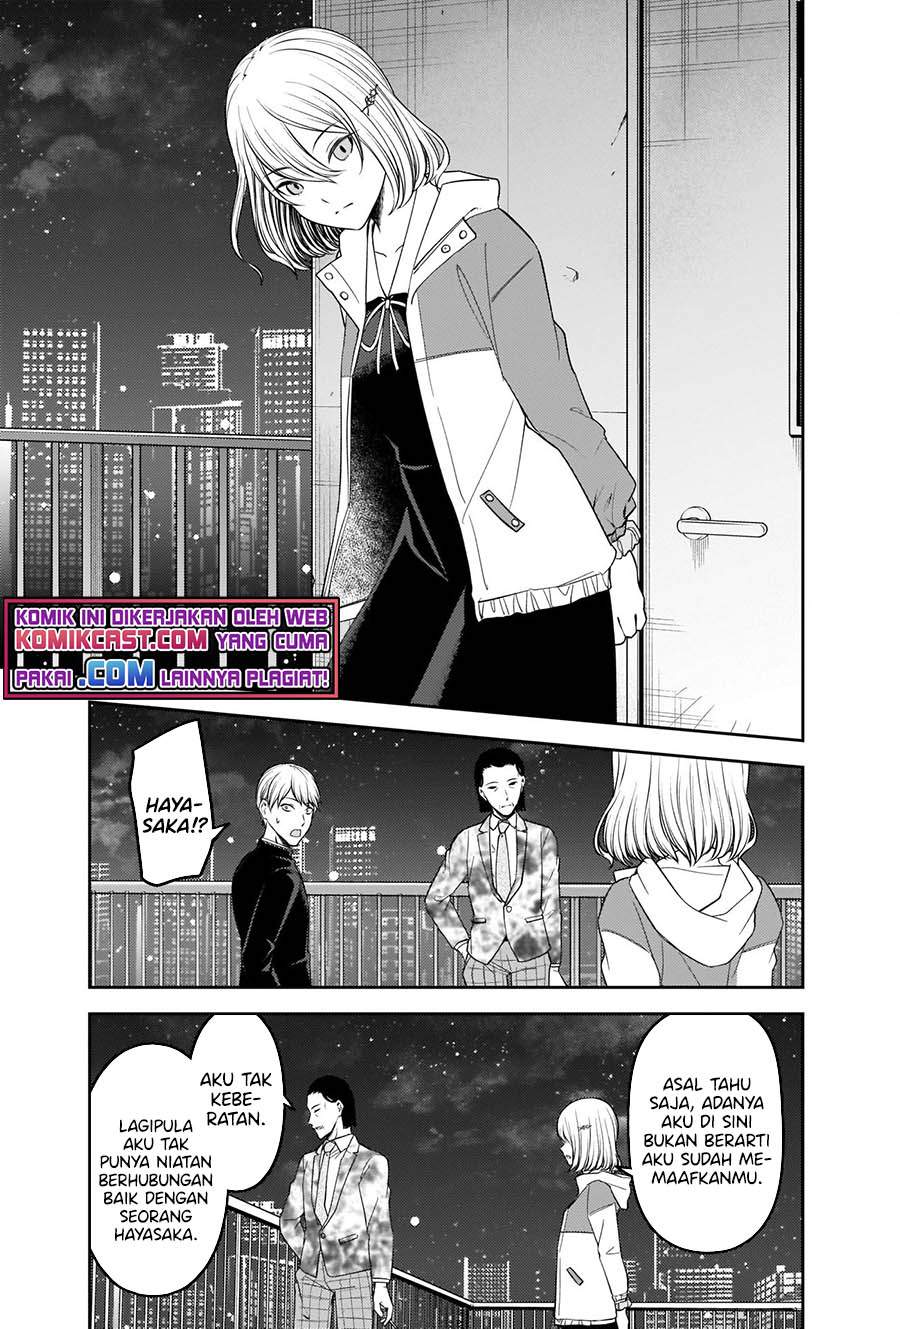 KOMIK INI DIKERJAKAN OLEH WEB
KOMIKCAST.COM YANG CUMA
PAKAI .COM LAINNYA PLAGIAT!
HAYA-
SAKA!?
ASAL TAHU
SAJA, ADANYA
AKU DI SINI
BUKAN BERARTI
AKU SUDAH ME-
MAAFKANMU.
AKU TAK
KEBE-
RATAN.
LAGIPULA
AKU TAK
PUNYA NIATAN
BERHUBUNGAN
BAIK DENGAN
SEORANG
HAYASAKA.